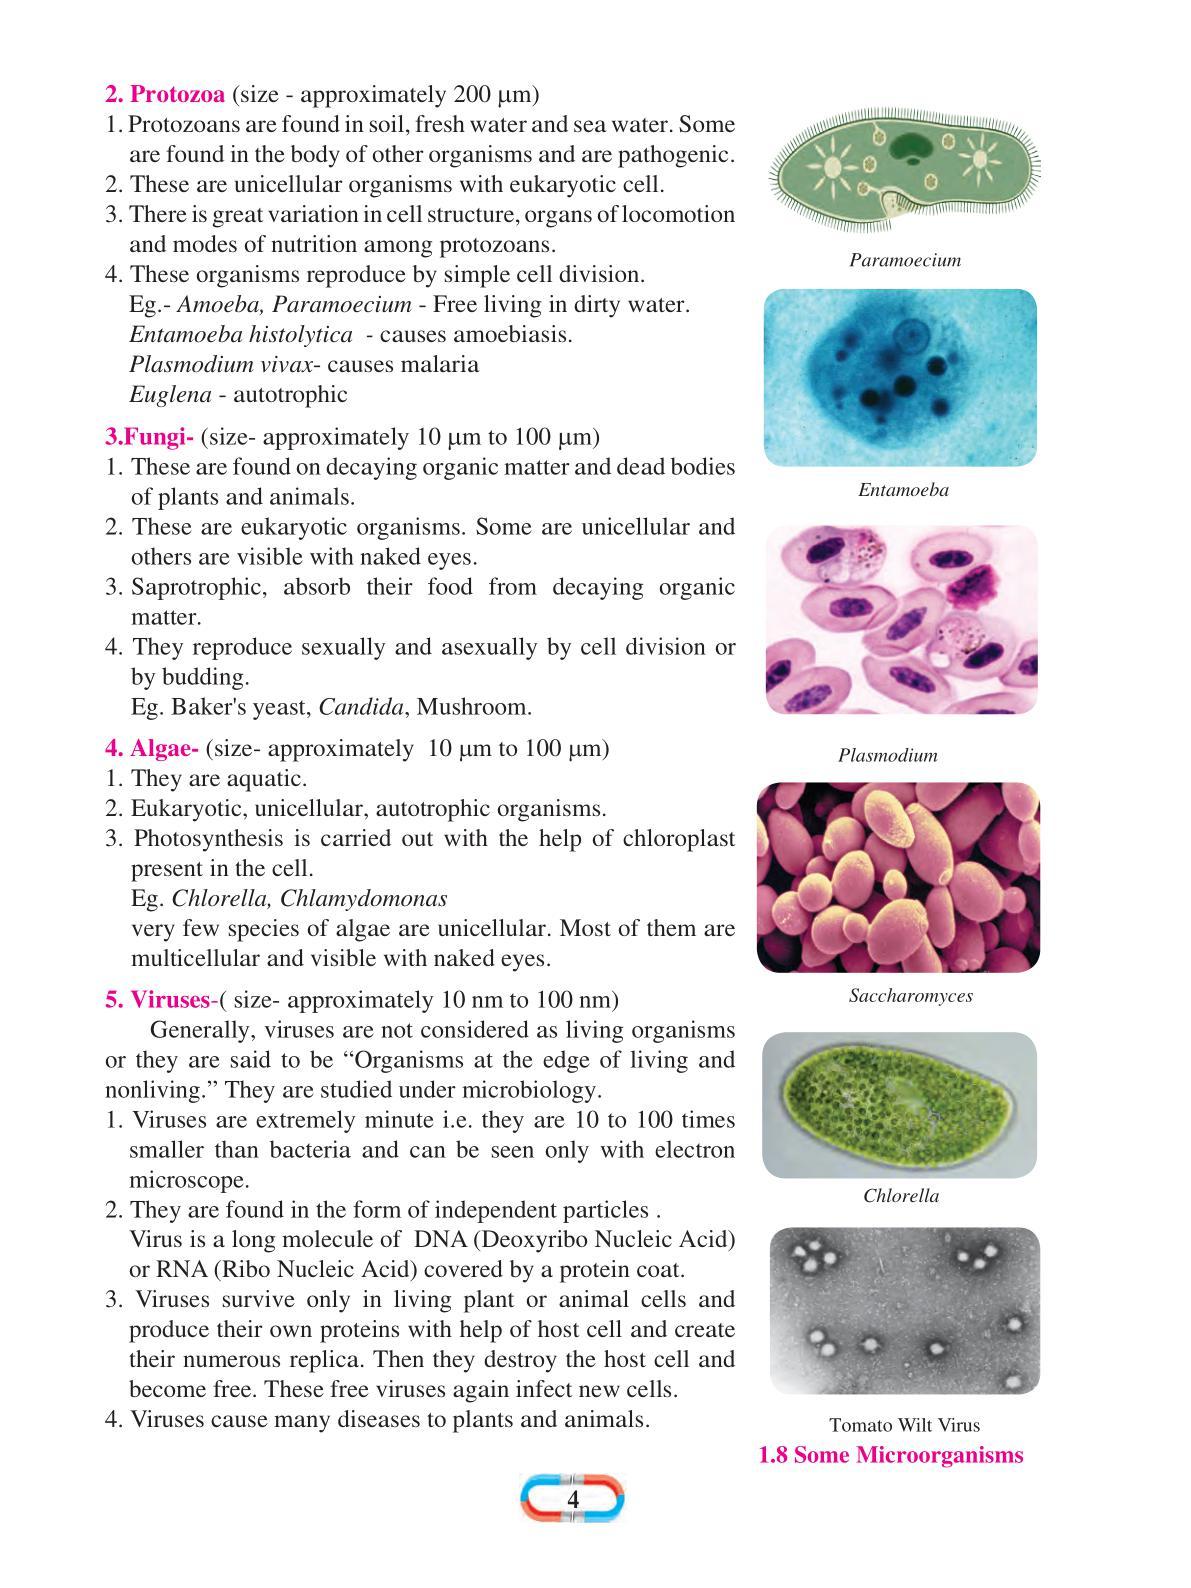 2. Protozoa (size - approximately 200 μm)
1. Protozoans are found in soil, fresh water and sea water. Some
are found in the body of other organisms and are pathogenic.
2. These are unicellular organisms with eukaryotic cell.
3. There is great variation in cell structure, organs of locomotion
and modes of nutrition among protozoans.
4. These organisms reproduce by simple cell division.
Eg.- Amoeba, Paramoecium - Free living in dirty water.
Entamoeba histolytica - causes amoebiasis.
Plasmodium vivax- causes malaria
Euglena - autotrophic
3.Fungi- (size- approximately 10 μm to 100 μm)
1. These are found on decaying organic matter and dead bodies
of plants and animals.
2. These are eukaryotic organisms. Some are unicellular and
others are visible with naked eyes.
3. Saprotrophic, absorb their food from decaying organic
matter.
4. They reproduce sexually and asexually by cell division or
by budding.
Eg. Baker's yeast, Candida, Mushroom.
4. Algae- (size- approximately 10 μm to 100 μm)
1. They are aquatic.
2. Eukaryotic, unicellular, autotrophic organisms.
3. Photosynthesis is carried out with the help of chloroplast
present in the cell.
Eg. Chlorella, Chlamydomonas
very few species of algae are unicellular. Most of them are
multicellular and visible with naked eyes.
5. Viruses-( size- approximately 10 nm to 100 nm)
Generally, viruses are not considered as living organisms
or they are said to be “Organisms at the edge of living and
nonliving.” They are studied under microbiology.
1. Viruses are extremely minute i.e. they are 10 to 100 times
smaller than bacteria and can be seen only with electron
microscope.
2. They are found in the form of independent particles .
Virus is a long molecule of DNA (Deoxyribo Nucleic Acid)
or RNA (Ribo Nucleic Acid) covered by a protein coat.
3. Viruses survive only in living plant or animal cells and
produce their own proteins with help of host cell and create
their numerous replica. Then they destroy the host cell and
become free. These free viruses again infect new cells.
4. Viruses cause many diseases to plants and animals.
Paramoecium
Entamoeba
Plasmodium
Saccharomyces
Chlorella
Tomato Wilt Virus
1.8 Some Microorganisms
4